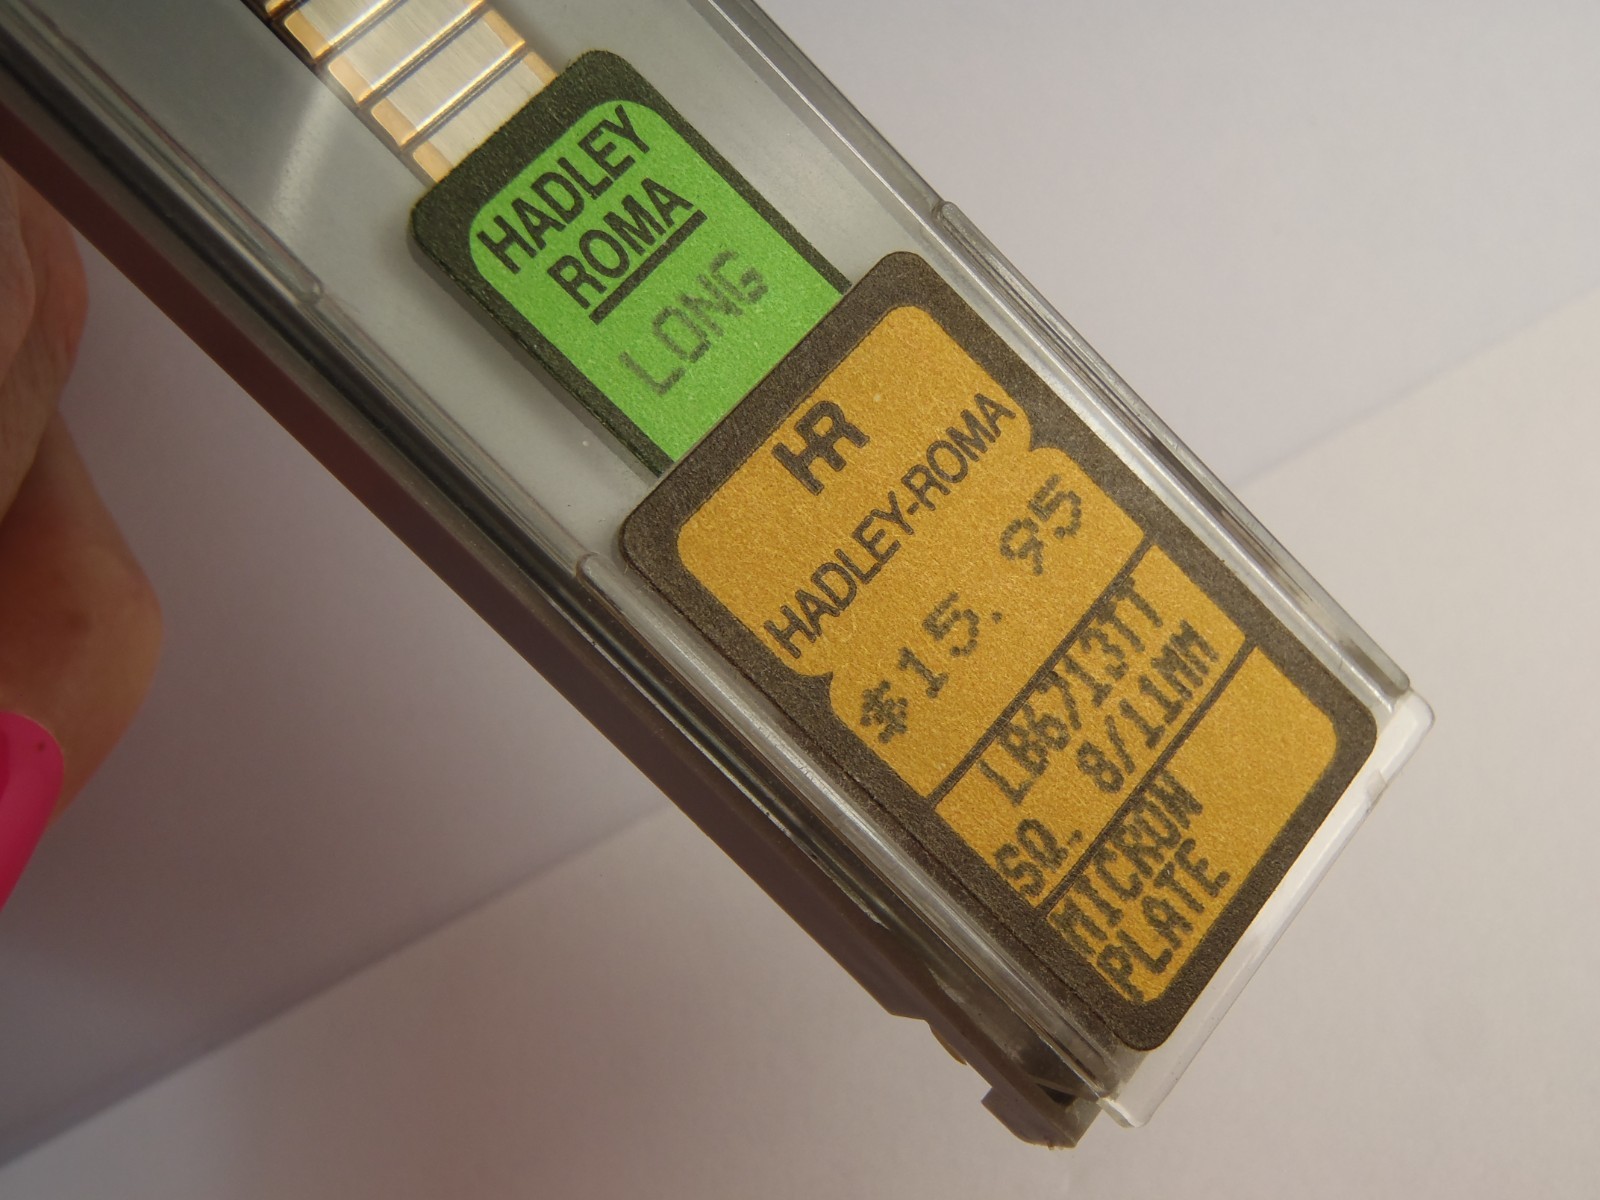 HADLEY
ROMA
LONG
HR
HADLEY-ROMA
$15.95
LB6713TT
SQ. 8/11MM
MICRON
PLATE